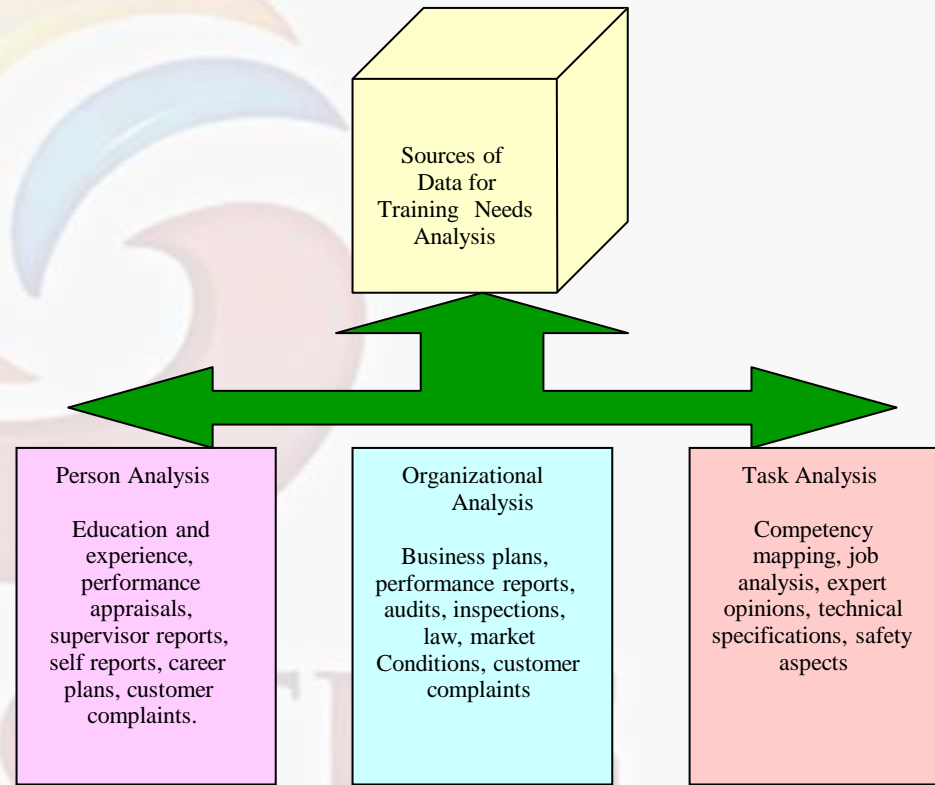 Sources of
Data for
Training Needs
Analysis
Person Analysis
Education and
experience,
performance
appraisals,
supervisor reports,
self reports, career
plans, customer
complaints.
Organizational
Analysis
Business plans,
performance reports,
audits, inspections,
law, market
Conditions, customer
complaints
Task Analysis
Competency
mapping, job
analysis, expert
opinions, technical
specifications, safety
aspects